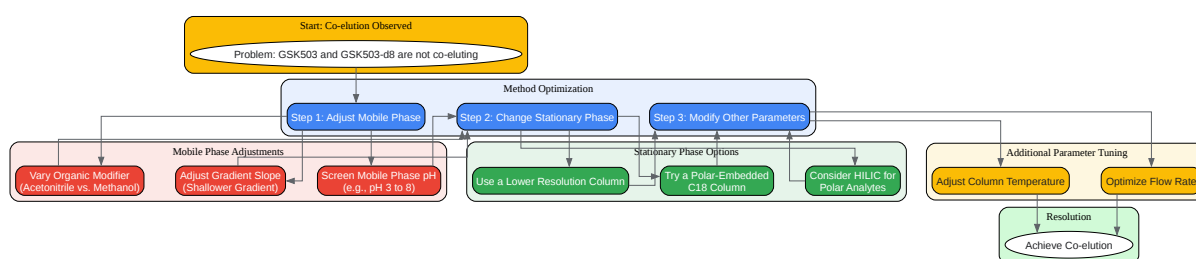 Start: Co-elution Observed
Problem: GSK503 and GSK503-d8 are not co-eluting
Method Optimization
Step 1: Adjust Mobile Phase
Step 2: Change Stationary Phase
Step 3: Modify Other Parameters
Mobile Phase Adjustments
Vary Organic Modifier
(Acetonitrile vs. Methanol)
Adjust Gradient Slope
(Shallower Gradient)
Screen Mobile Phase pH
(e.g., pH 3 to 8)
Stationary Phase Options
Use a Lower Resolution Column
Try a Polar-Embedded
C18 Column
Consider HILIC for
Polar Analytes
Additional Parameter Tuning
Adjust Column Temperature
Optimize Flow Rate
Resolution
Achieve Co-elution